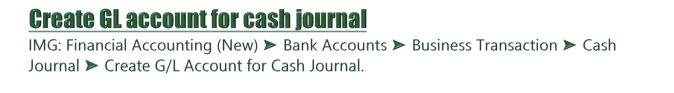 Create GL account for cash journal
IMG: Financial Accounting (New) ➤ Bank Accounts ➤ Business Transaction ➤ Cash
Journal ➤ Create G/L Account for Cash Journal.